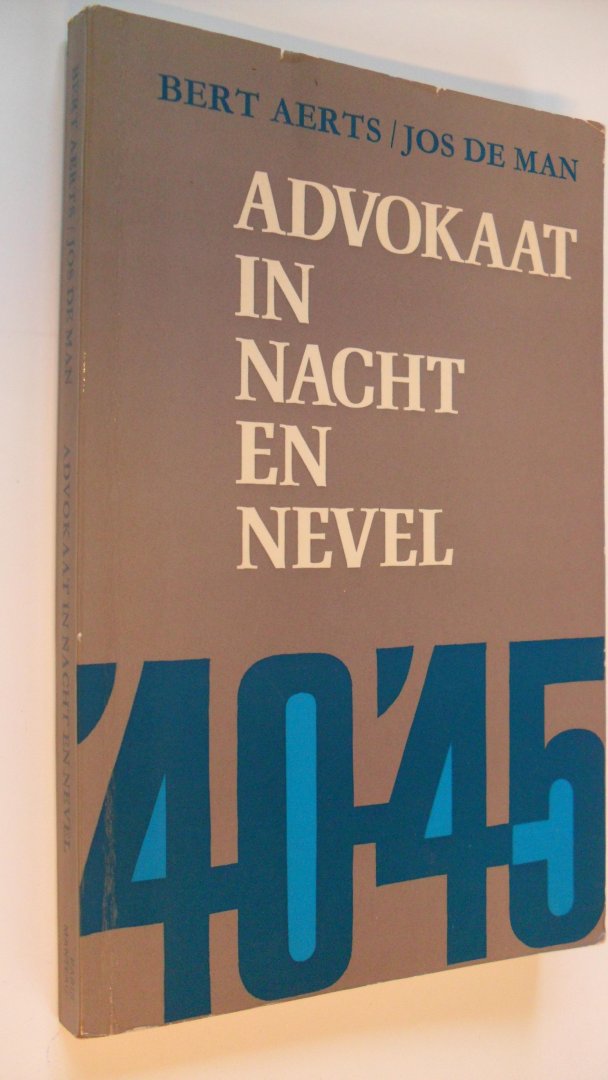 BERT AERTS / JOS DE MAN
ADVOKAAT
IN
NACHT
EN
NEVEL
'40-'45
BERT AERTS / JOS DE MAN ADVOKAAT IN NACHT EN NEVEL